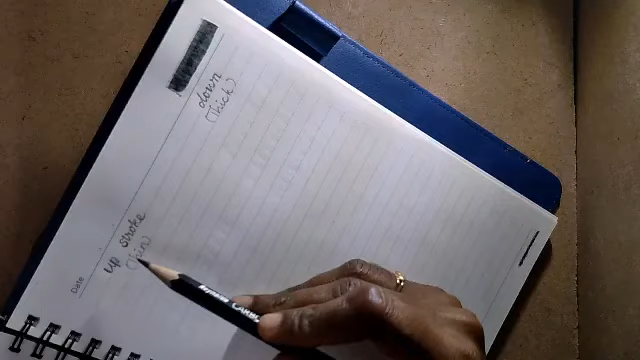 up stroke
(Thin)
down
(Thick)
Date